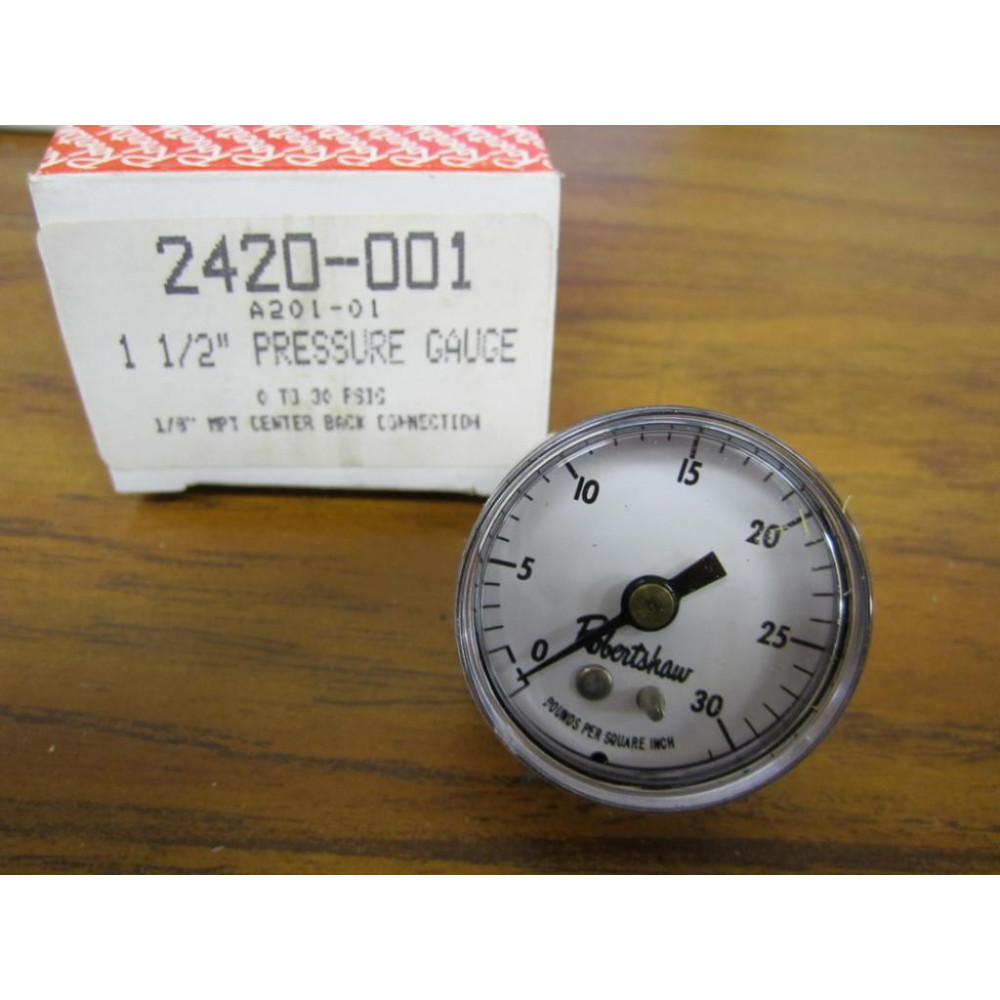 2420-001
A201-01
1 1/2" PRESSURE GAUGE
0 TO 30 PSIG
1/8" MPT CENTER BACK CONNECTION
0
5
10
15
20
25
30
Robertshaw
POUNDS PER SQUARE INCH